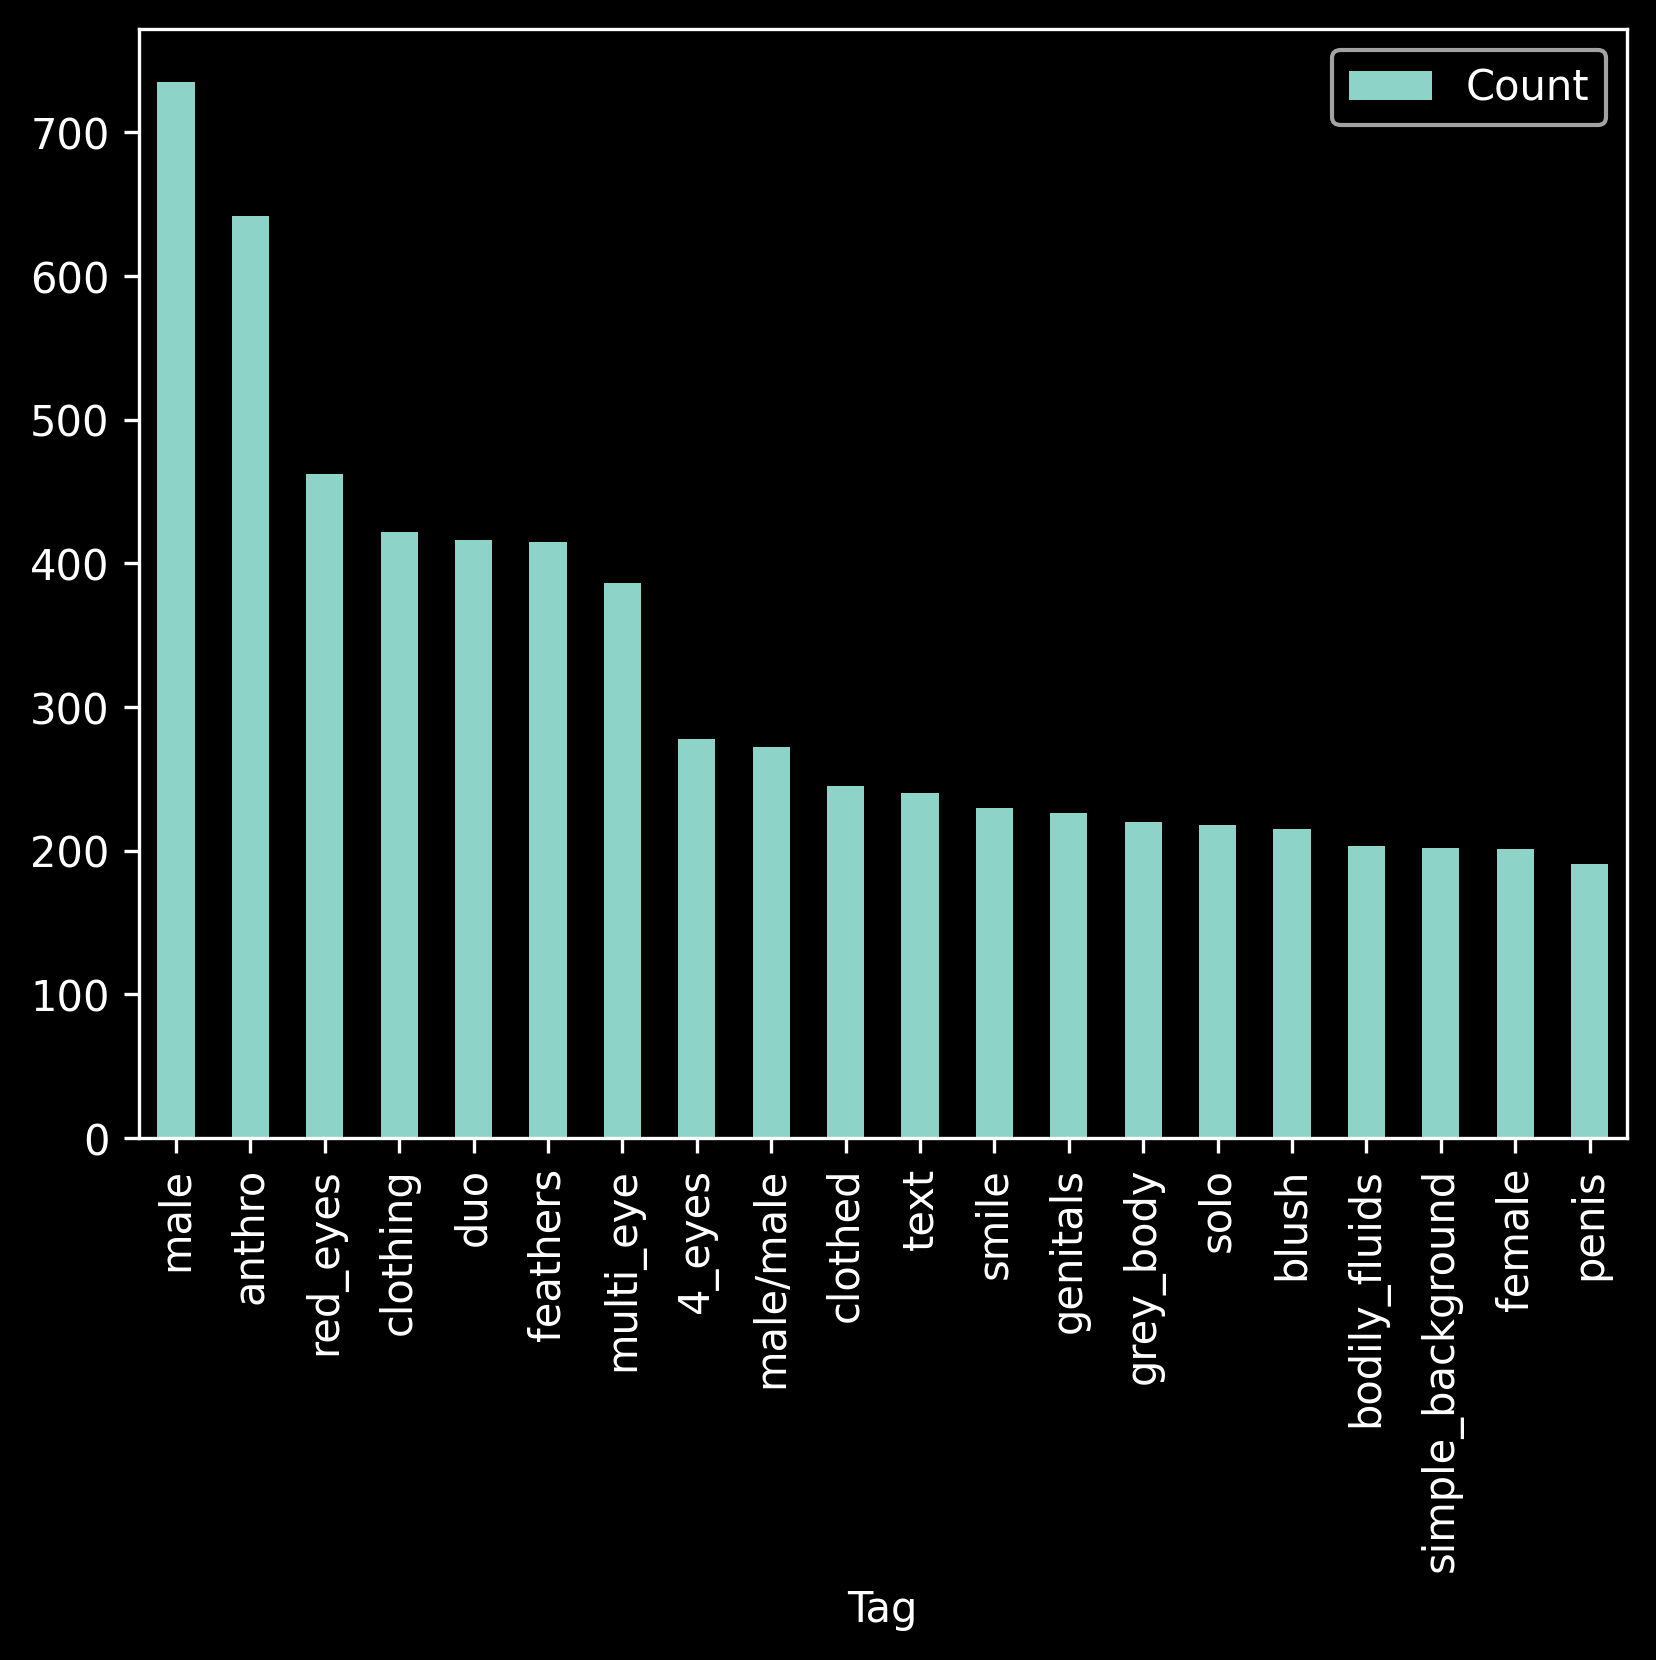 Count
700
600
500
400
300
200
100
0
male
anthro
red_eyes
clothing
duo
feathers
multi_eye
4_eyes
male/male
clothed
text
smile
genitals
grey_body
solo
blush
bodily_fluids
simple_background
female
penis
Tag